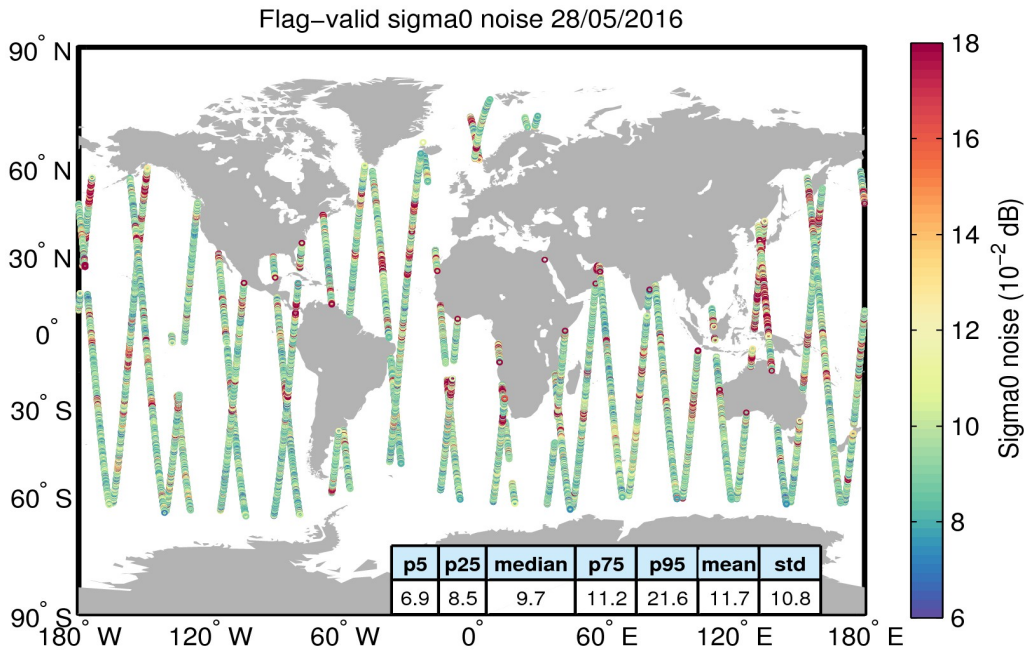 Flag−valid sigma0 noise 28/05/2016
90° N
60° N
30° N
0°
30° S
60° S
90° S
180° W 120° W 60° W 0° 60° E 120° E 180° E
p5 p25 median p75 p95 mean std
6.9 8.5 9.7 11.2 21.6 11.7 10.8
18
16
14
12
10
8
6
Sigma0 noise (10⁻² dB)